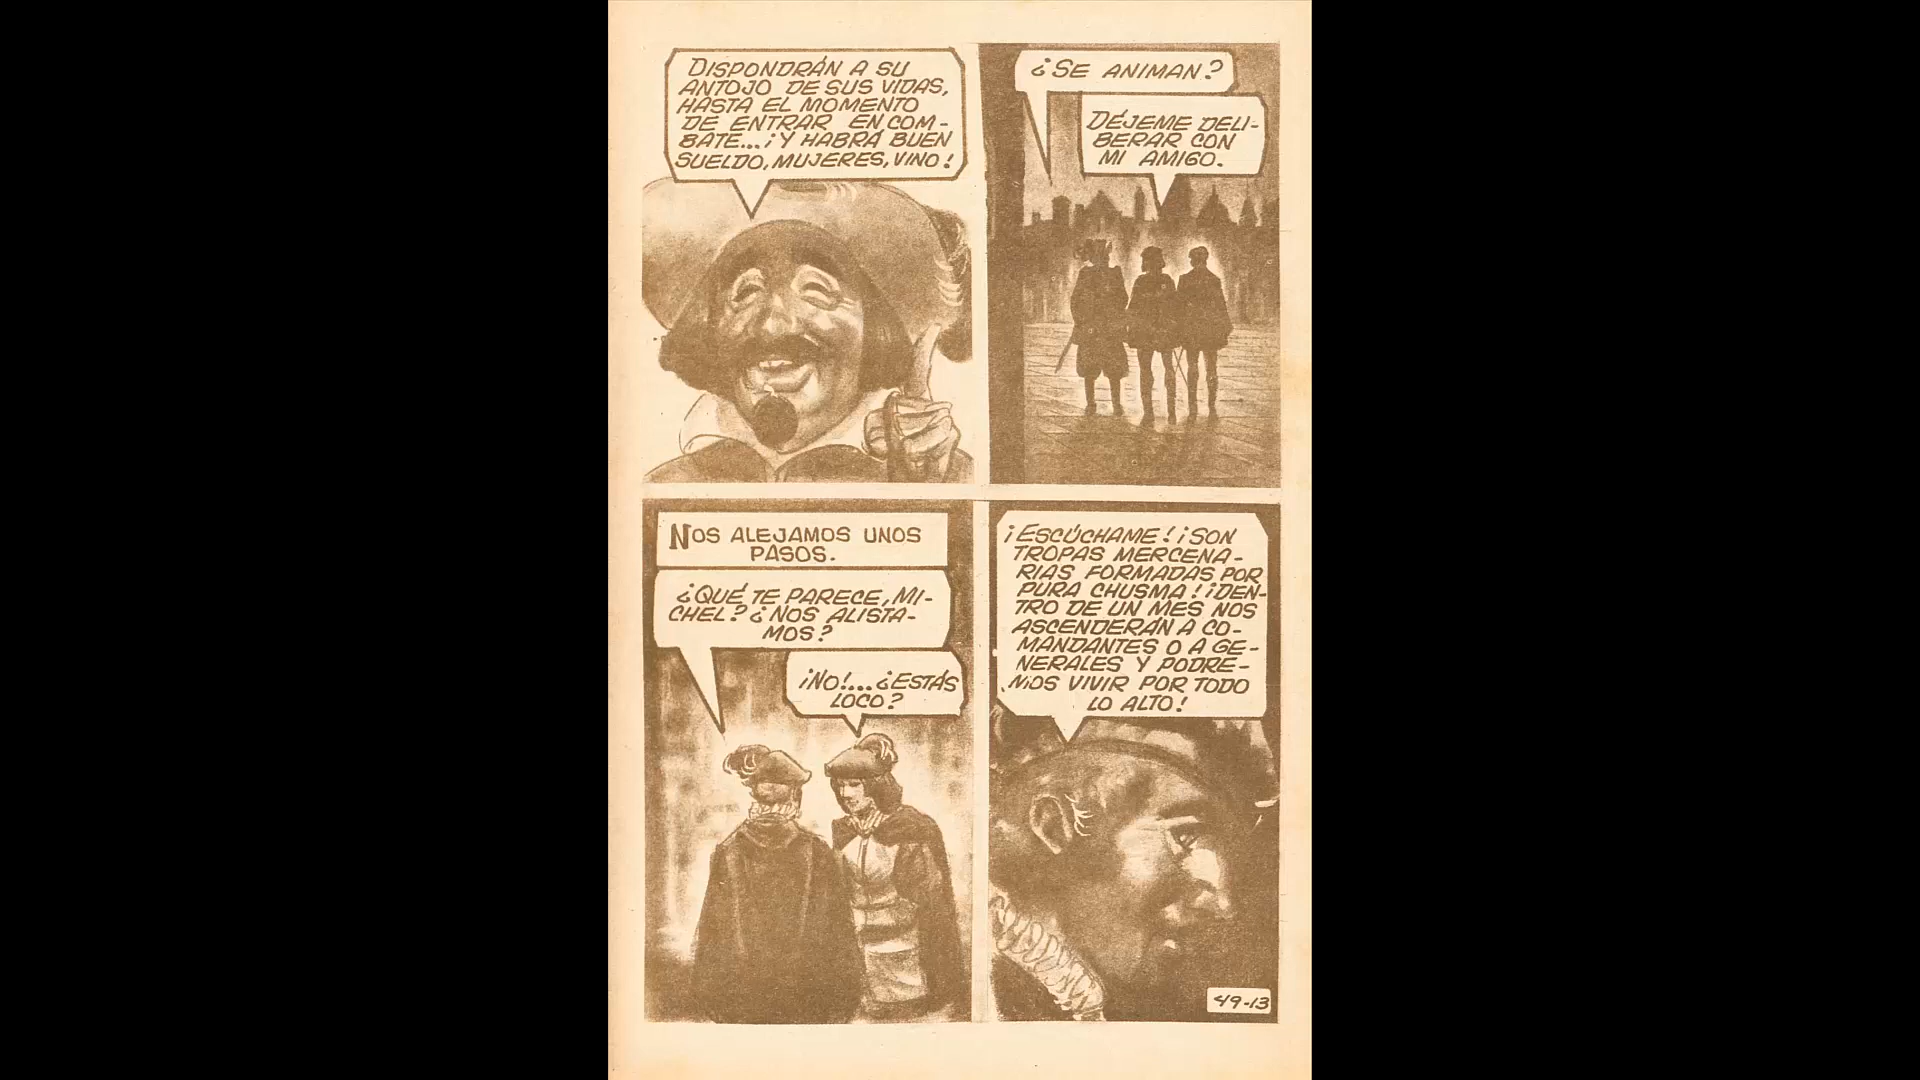 DISPONDRÁN A SU
ANTOJO DE SUS VIDAS,
HASTA EL MOMENTO
DE ENTRAR EN COM-
BATE...¡Y HABRÁ BUEN
SUELDO, MUJERES, VINO!
¿SE ANIMAN?
DÉJEME DELI-
BERAR CON
MI AMIGO.
NOS ALEJAMOS UNOS
PASOS.
¿QUÉ TE PARECE, MI-
CHEL? ¿NOS ALISTA-
MOS?
¡NO!...¿ESTÁS
LOCO?
¡ESCÚCHAME! ¡SON
TROPAS MERCENA-
RIAS FORMADAS POR
PURA CHUSMA! ¡DEN-
TRO DE UN MES NOS
ASCENDERÁN A CO-
MANDANTES O A GE-
NERALES Y PODRE-
MOS VIVIR POR TODO
LO ALTO!
49-13